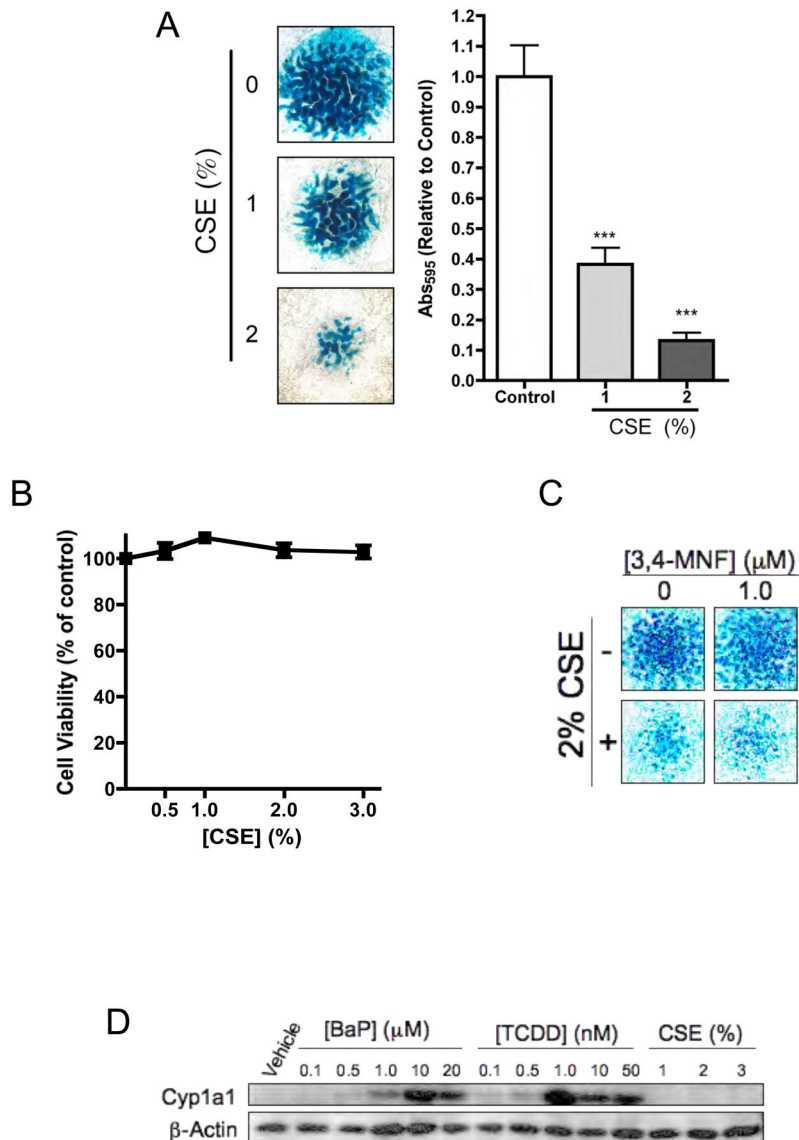 A
CSE (%)
0
1
2
Abs595 (Relative to Control)
1.2
1.1
1.0
0.9
0.8
0.7
0.6
0.5
0.4
0.3
0.2
0.1
0.0
***
***
Control 1 2
CSE (%)
B
Cell Viability (% of control)
100
80
60
40
20
0
0.5 1.0 2.0 3.0
[CSE] (%)
C
[3,4-MNF] (μM)
0 1.0
2% CSE
-
+
D
Vehicle
[BaP] (μM) [TCDD] (nM) CSE (%)
0.1 0.5 1.0 10 20 0.1 0.5 1.0 10 50 1 2 3
Cyp1a1
β-Actin